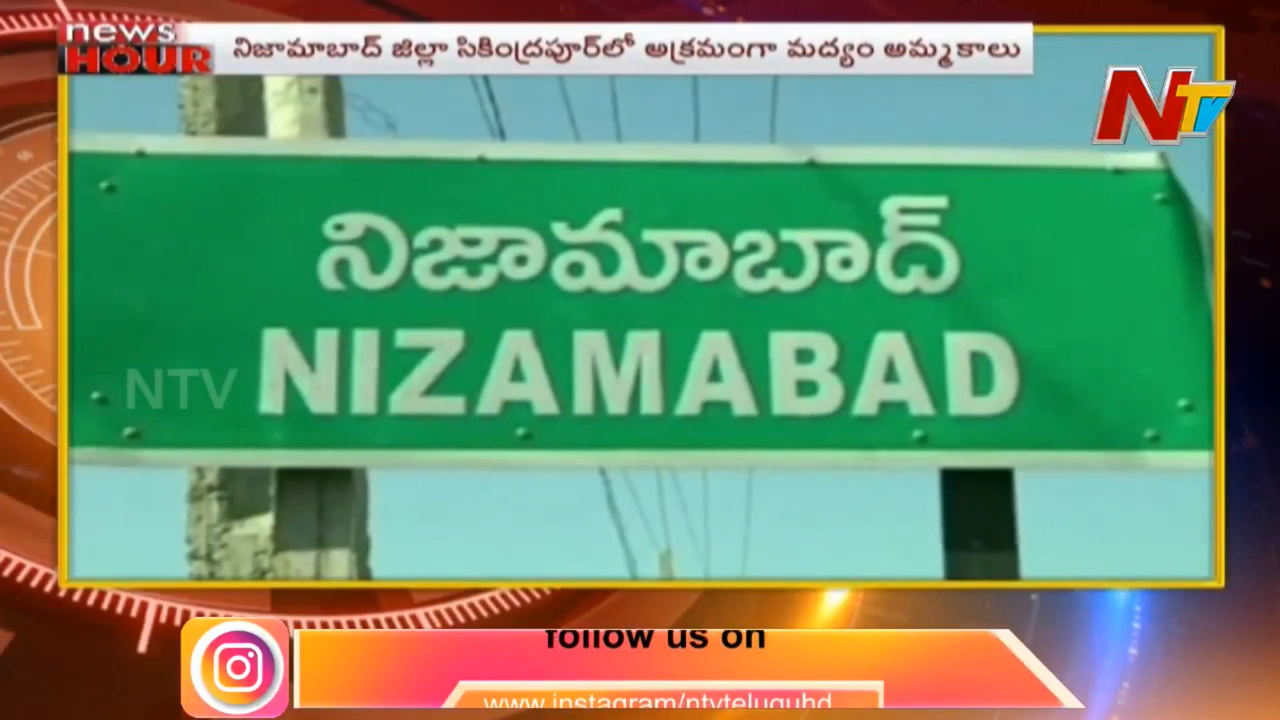 news
HOUR
నిజామాబాద్ జిల్లా సికింద్రపూర్‌లో అక్రమంగా మద్యం అమ్మకాలు
NTV
నిజామాబాద్
NIZAMABAD
NTV
follow us on
www.instagram/ntvteluguhd